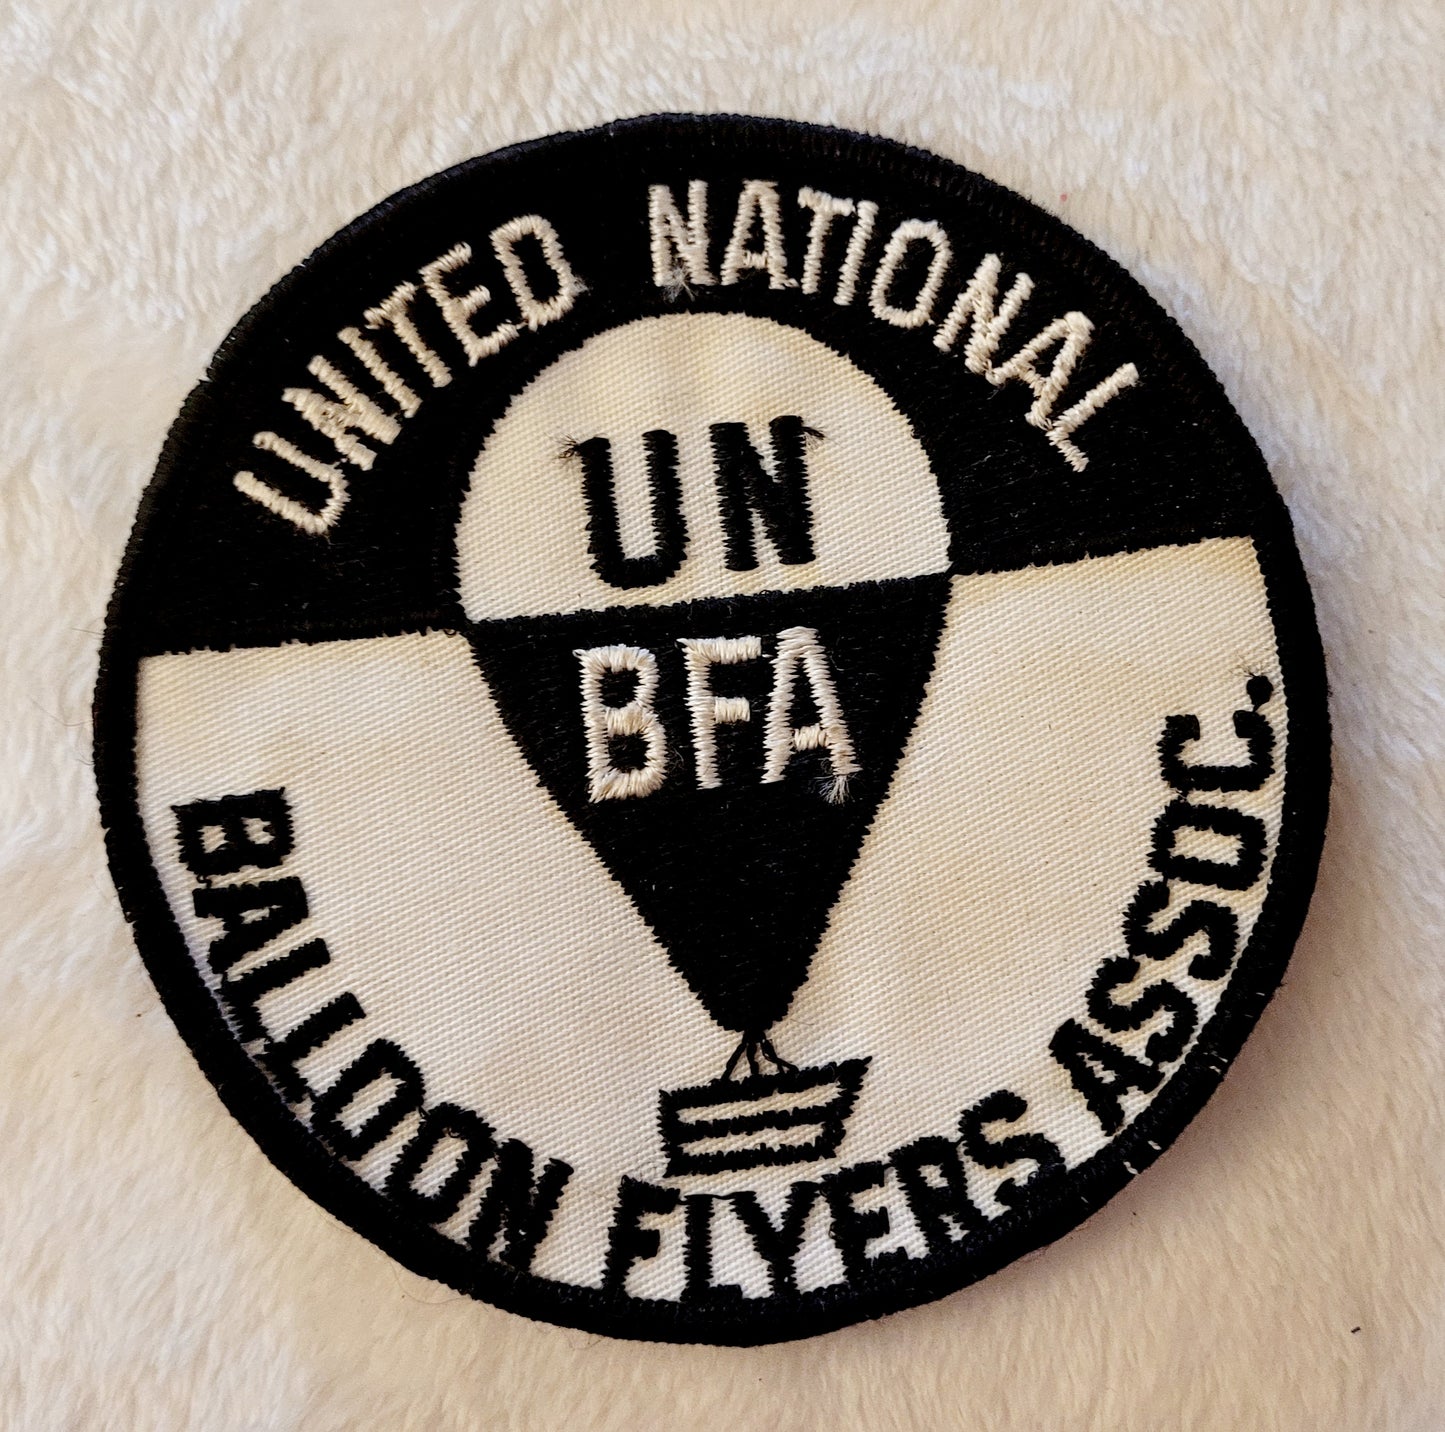 UNITED NATIONAL
UN
BFA
BALLOON FLYERS ASSOC.